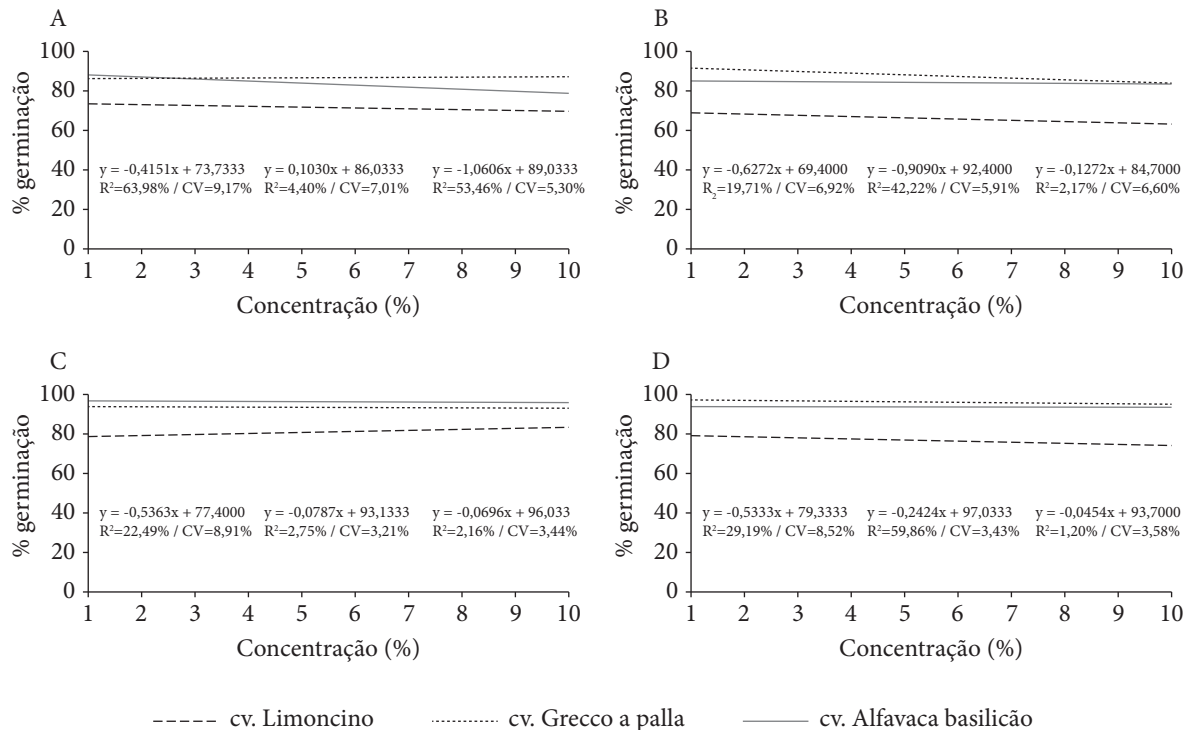 A
% germinação
100
80
60
40
20
0
y = -0,4151x + 73,7333 y = 0,1030x + 86,0333 y = -1,0606x + 89,0333
R²=63,98% / CV=9,17% R²=4,40% / CV=7,01% R²=53,46% / CV=5,30%
1 2 3 4 5 6 7 8 9 10
Concentração (%)
B
% germinação
100
80
60
40
20
0
y = -0,6272x + 69,4000 y = -0,9090x + 92,4000 y = -0,1272x + 84,7000
R₂=19,71% / CV=6,92% R²=42,22% / CV=5,91% R²=2,17% / CV=6,60%
1 2 3 4 5 6 7 8 9 10
Concentração (%)
C
% germinação
100
80
60
40
20
0
y = -0,5363x + 77,4000 y = -0,0787x + 93,1333 y = -0,0696x + 96,033
R²=22,49% / CV=8,91% R²=2,75% / CV=3,21% R²=2,16% / CV=3,44%
1 2 3 4 5 6 7 8 9 10
Concentração (%)
D
% germinação
100
80
60
40
20
0
y = -0,5333x + 79,3333 y = -0,2424x + 97,0333 y = -0,0454x + 93,7000
R²=29,19% / CV=8,52% R²=59,86% / CV=3,43% R²=1,20% / CV=3,58%
1 2 3 4 5 6 7 8 9 10
Concentração (%)
cv. Limoncino cv. Grecco a palla cv. Alfavaca basilicão